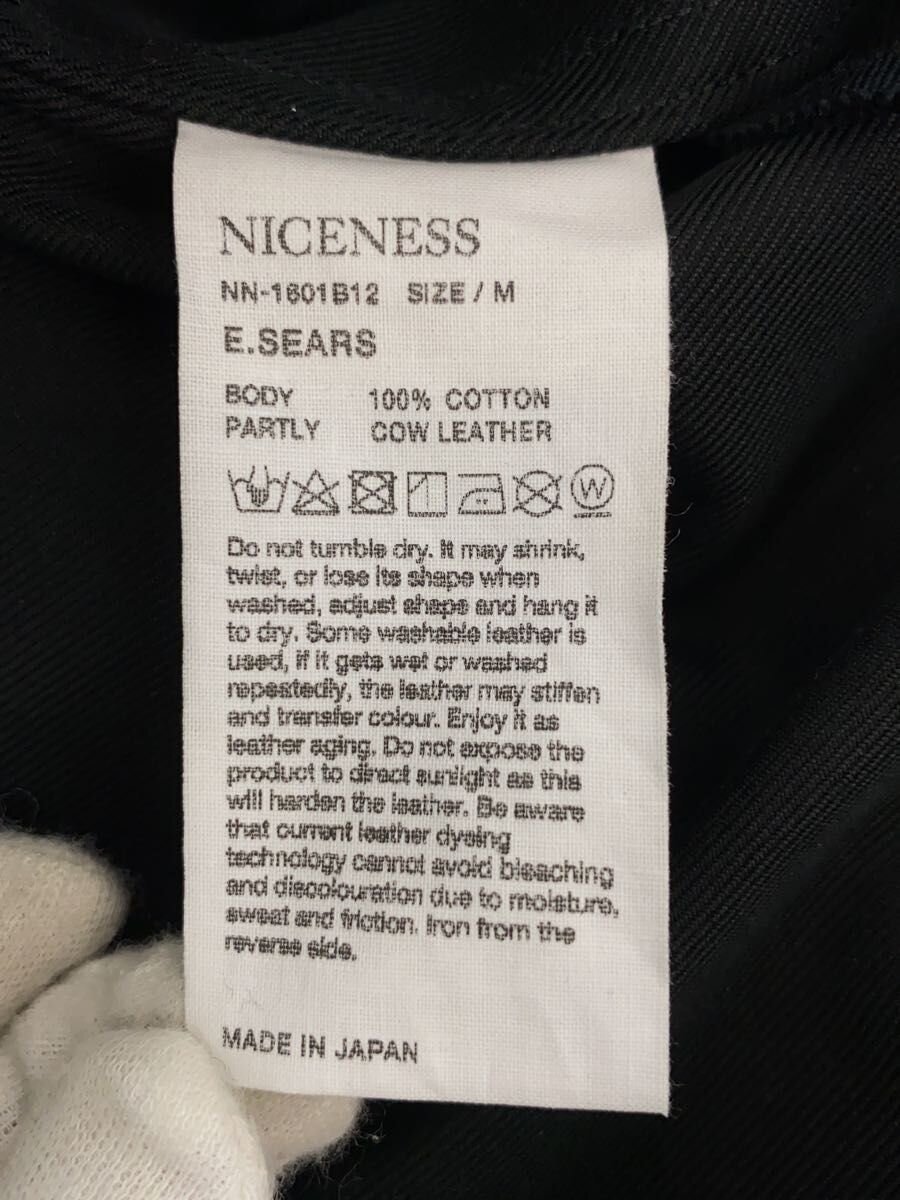 NICENESS
NN-1601B12 SIZE / M
E.SEARS
BODY 100% COTTON
PARTLY COW LEATHER
W
Do not tumble dry. It may shrink,
twist, or lose its shape when
washed, adjust shape and hang it
to dry. Some washable leather is
used, if it gets wet or washed
repeatedly, the leather may stiffen
and transfer colour. Enjoy it as
leather aging. Do not expose the
product to direct sunlight as this
will harden the leather. Be aware
that current leather dyeing
technology cannot avoid bleaching
and discolouration due to moisture,
sweat and friction. Iron from the
reverse side.
MADE IN JAPAN